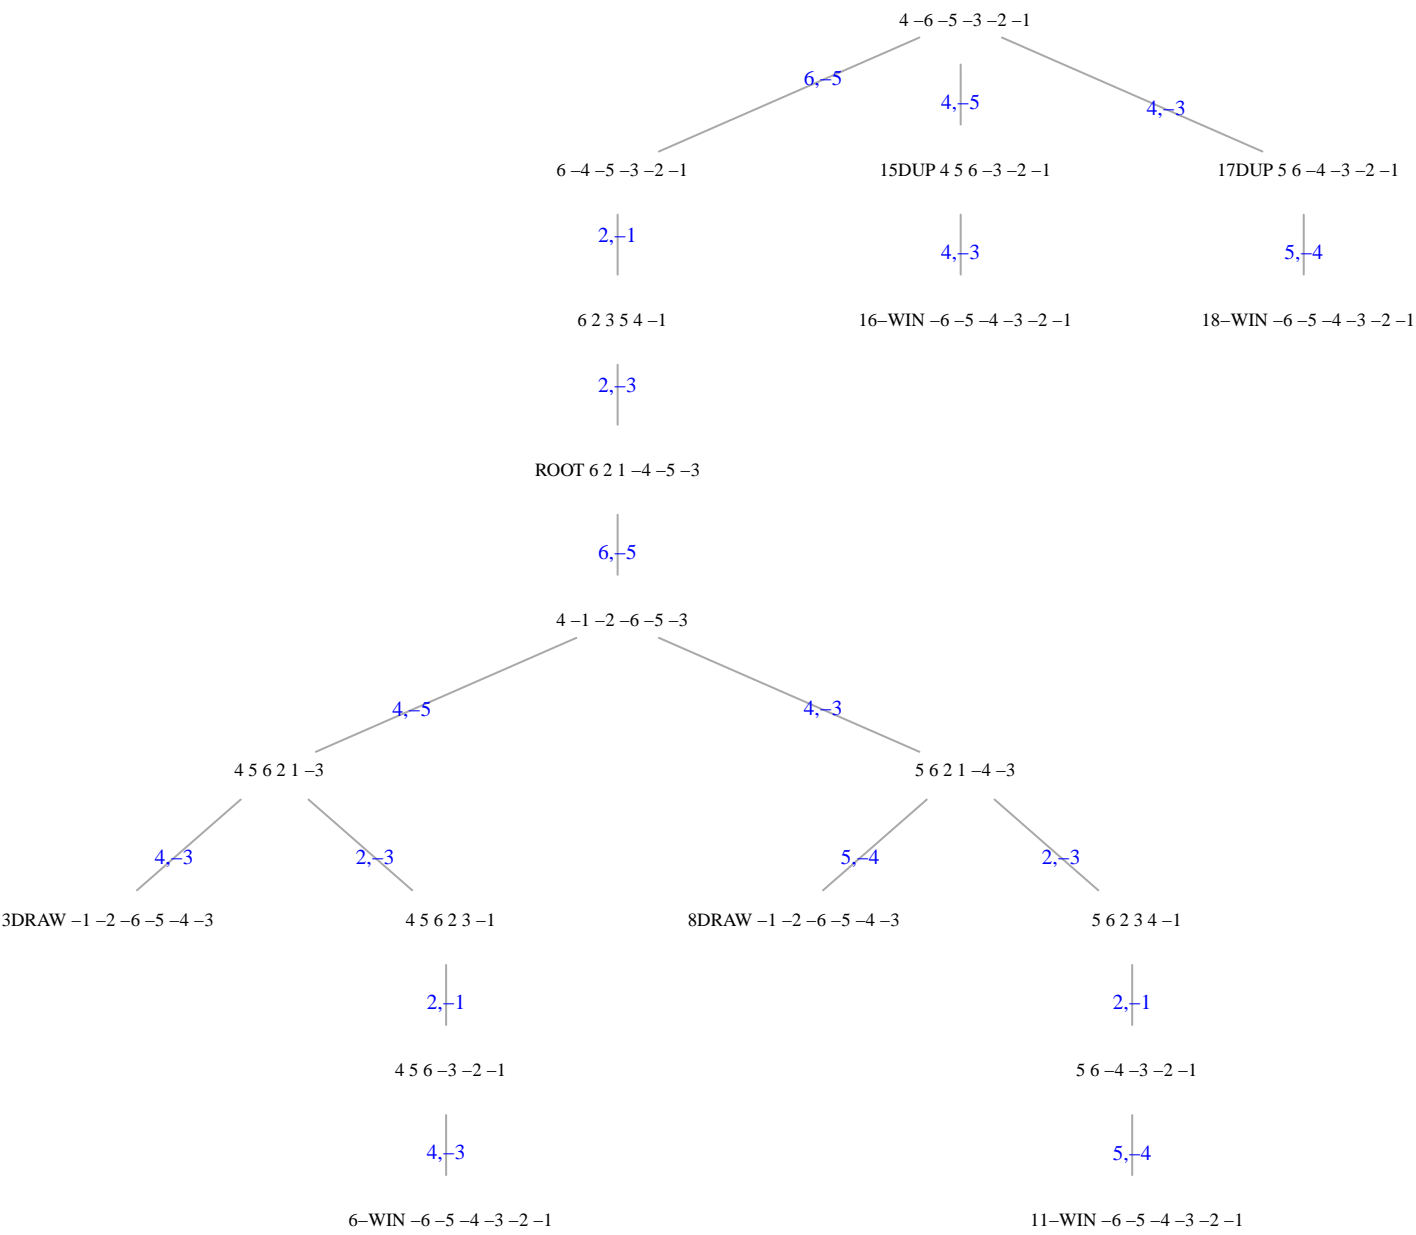 4 –6 –5 –3 –2 –1
6,–5
4,–5
4,–3
6 –4 –5 –3 –2 –1
15DUP 4 5 6 –3 –2 –1
17DUP 5 6 –4 –3 –2 –1
2,–1
4,–3
5,–4
6 2 3 5 4 –1
16–WIN –6 –5 –4 –3 –2 –1
18–WIN –6 –5 –4 –3 –2 –1
2,–3
ROOT 6 2 1 –4 –5 –3
6,–5
4 –1 –2 –6 –5 –3
4,–5
4,–3
4 5 6 2 1 –3
5 6 2 1 –4 –3
4,–3
2,–3
5,–4
2,–3
3DRAW –1 –2 –6 –5 –4 –3
4 5 6 2 3 –1
8DRAW –1 –2 –6 –5 –4 –3
5 6 2 3 4 –1
2,–1
2,–1
4 5 6 –3 –2 –1
5 6 –4 –3 –2 –1
4,–3
5,–4
6–WIN –6 –5 –4 –3 –2 –1
11–WIN –6 –5 –4 –3 –2 –1